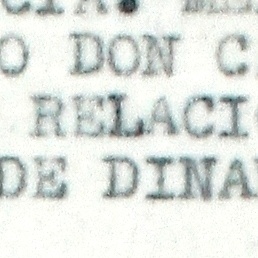 O DON C
RELACI
DE DINA